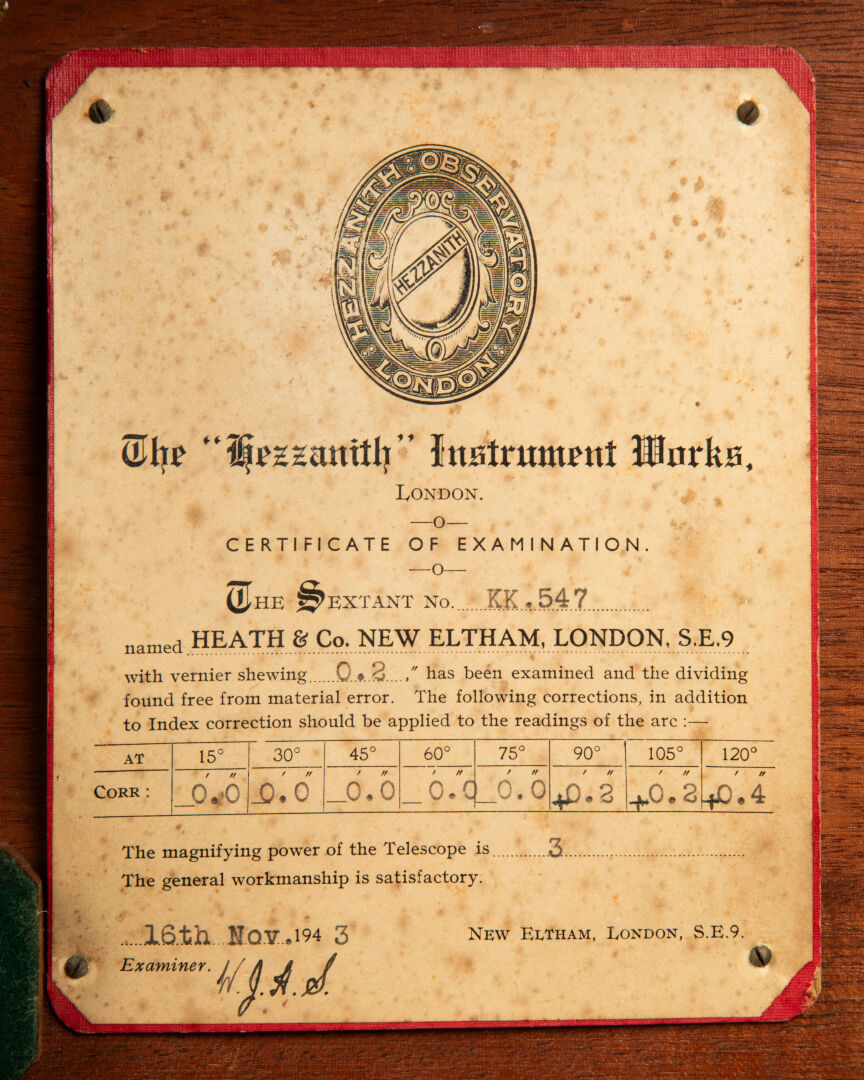 HEZZANITH : OBSERVATORY : LONDON :
HEZZANITH
The "Hezzanith" Instrument Works,
LONDON.
—o—
CERTIFICATE OF EXAMINATION.
—o—
THE SEXTANT No. KK.547
named HEATH & Co. NEW ELTHAM, LONDON, S.E.9
with vernier shewing 0.2 ," has been examined and the dividing
found free from material error. The following corrections, in addition
to Index correction should be applied to the readings of the arc :—
AT 15° 30° 45° 60° 75° 90° 105° 120°
′ ″ ′ ″ ′ ″ ′ ″ ′ ″ ′ ″ ′ ″ ′ ″
CORR : _0.0 _0.0 _0.0 _0.0 _0.0 +0.2 +0.2 +0.4
The magnifying power of the Telescope is 3
The general workmanship is satisfactory.
16th Nov. 1943 NEW ELTHAM, LONDON, S.E.9.
Examiner. W.J.A.S.